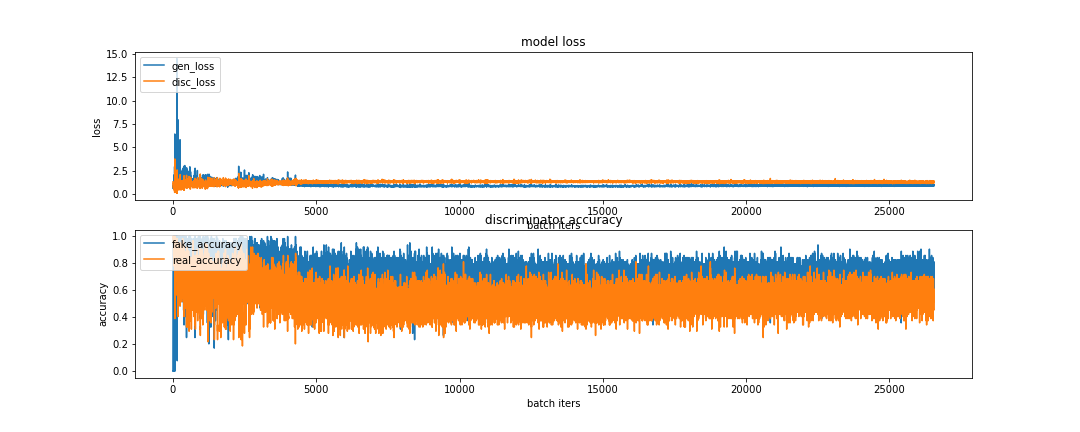 model loss
15.0
12.5
10.0
7.5
5.0
2.5
0.0
loss
gen_loss
disc_loss
0 5000 10000 15000 20000 25000
batch iters
discriminator accuracy
1.0
0.8
0.6
0.4
0.2
0.0
accuracy
fake_accuracy
real_accuracy
0 5000 10000 15000 20000 25000
batch iters